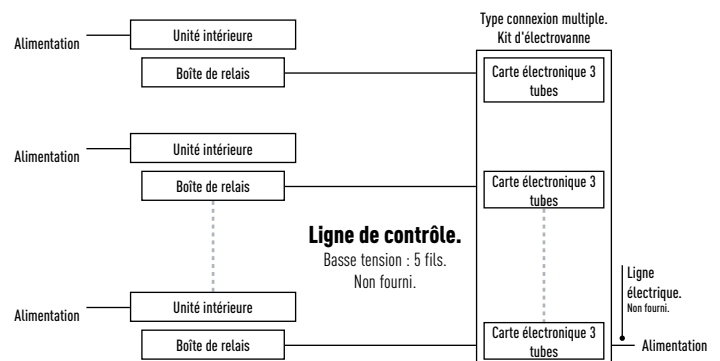 Type connexion multiple.
Kit d'électrovanne
Alimentation
Unité intérieure
Boîte de relais
Carte électronique 3
tubes
Alimentation
Unité intérieure
Boîte de relais
Carte électronique 3
tubes
Ligne de contrôle.
Basse tension : 5 fils.
Non fourni.
Ligne
électrique.
Non fourni.
Alimentation
Unité intérieure
Boîte de relais
Carte électronique 3
tubes
Alimentation